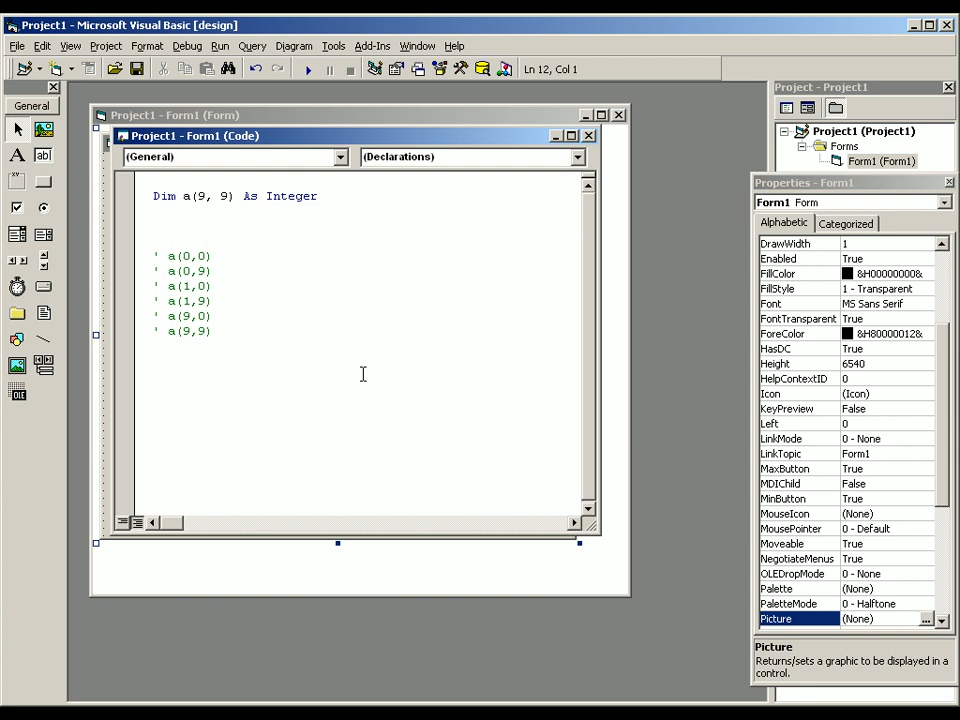 Project1 - Microsoft Visual Basic [design]
File Edit View Project Format Debug Run Query Diagram Tools Add-Ins Window Help
Ln 12, Col 1
General
A
ab|
XY
OLE
Project1 - Form1 (Form)
Project1 - Form1 (Code)
(General) (Declarations)
Dim a(9, 9) As Integer
' a(0,0)
' a(0,9)
' a(1,0)
' a(1,9)
' a(9,0)
' a(9,9)
Project - Project1
Project1 (Project1)
Forms
Form1 (Form1)
Properties - Form1
Form1 Form
Alphabetic Categorized
DrawWidth 1
Enabled True
FillColor &H00000000&
FillStyle 1 - Transparent
Font MS Sans Serif
FontTransparent True
ForeColor &H80000012&
HasDC True
Height 6540
HelpContextID 0
Icon (Icon)
KeyPreview False
Left 0
LinkMode 0 - None
LinkTopic Form1
MaxButton True
MDIChild False
MinButton True
MouseIcon (None)
MousePointer 0 - Default
Moveable True
NegotiateMenus True
OLEDropMode 0 - None
Palette (None)
PaletteMode 0 - Halftone
Picture (None) ...
Picture
Returns/sets a graphic to be displayed in a
control.